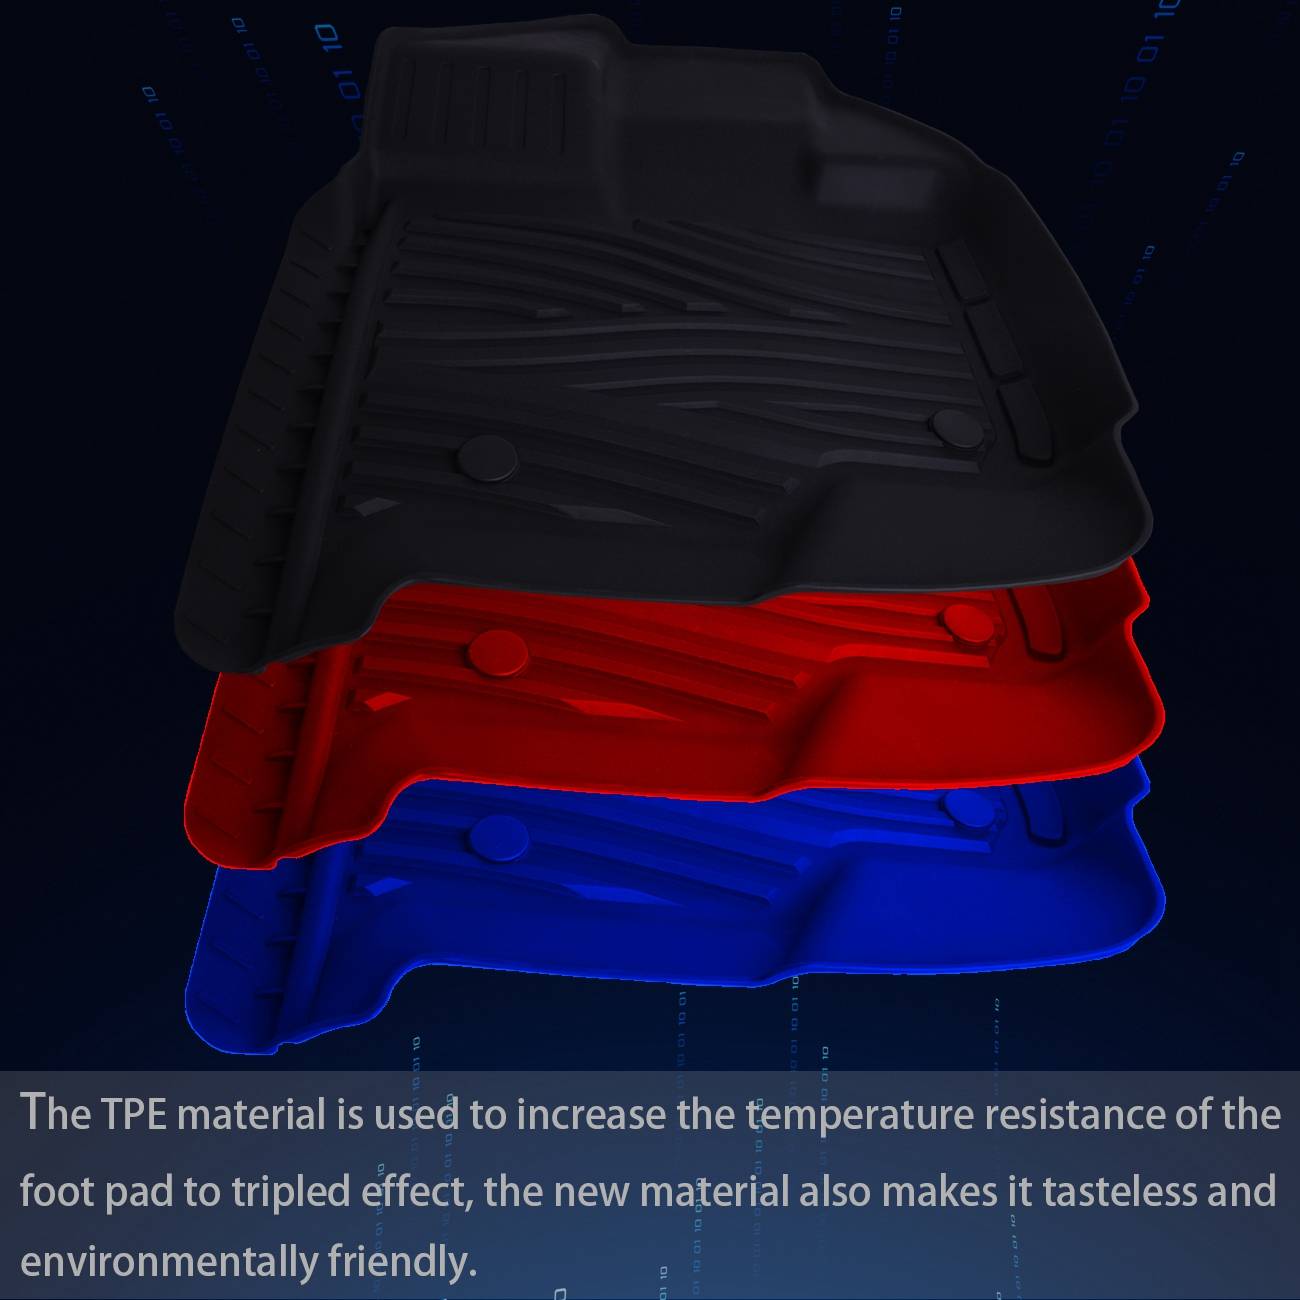 The TPE material is used to increase the temperature resistance of the
foot pad to tripled effect, the new material also makes it tasteless and
environmentally friendly.